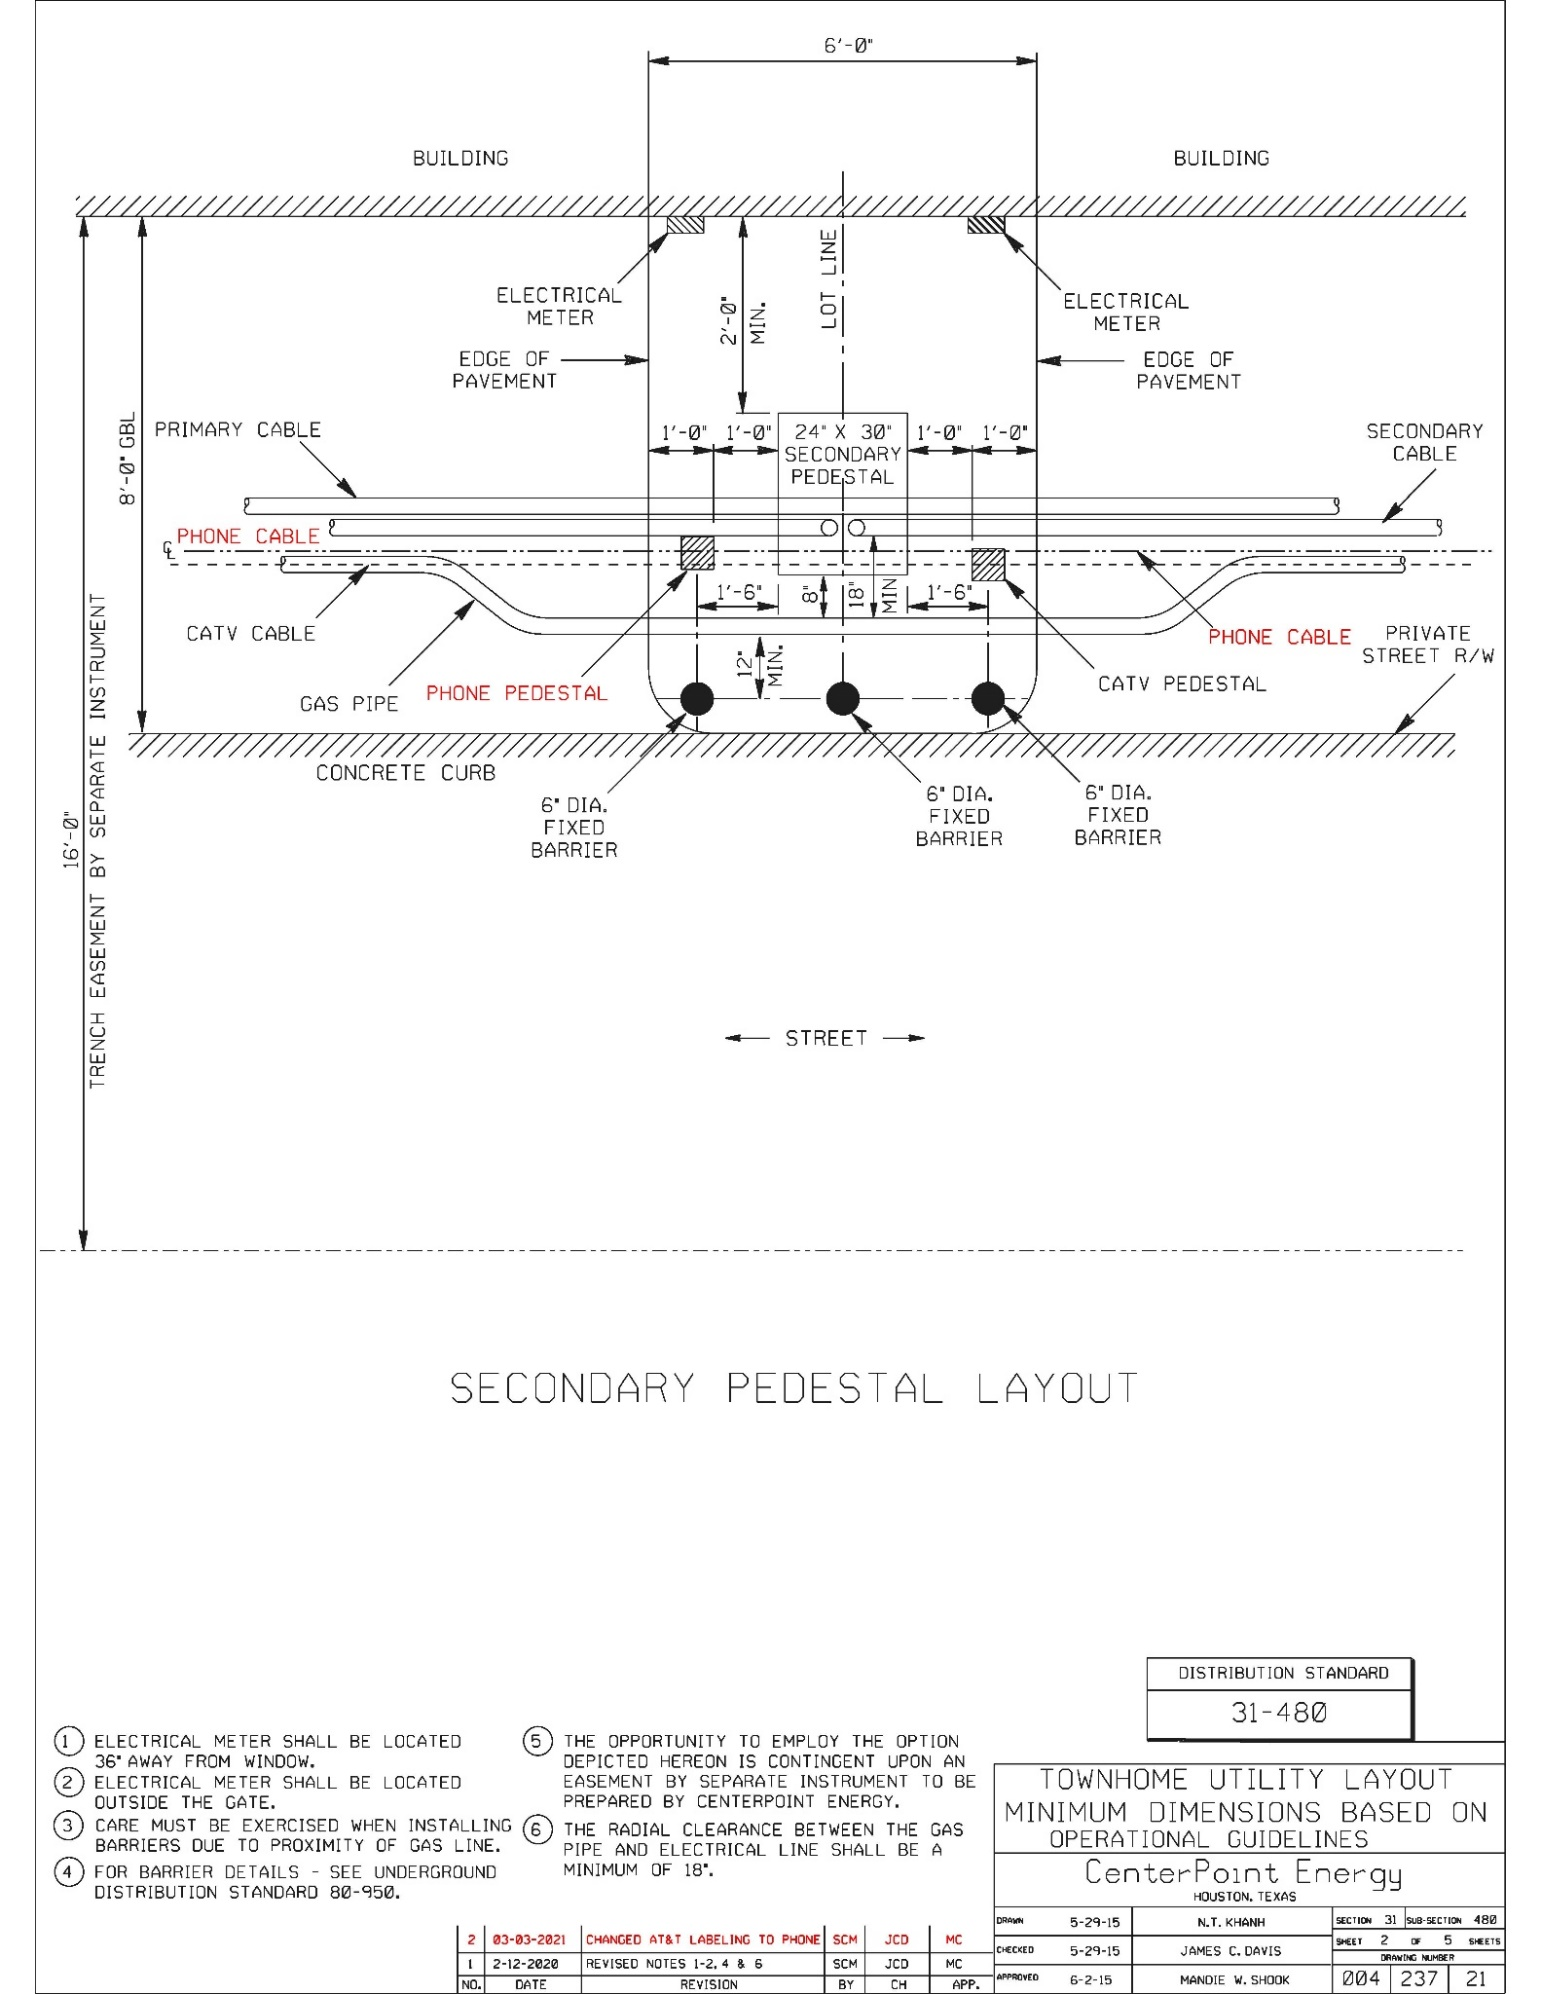 6'-0"
BUILDING
BUILDING
ELECTRICAL
METER
2'-0"
MIN.
LOT LINE
ELECTRICAL
METER
EDGE OF
PAVEMENT
EDGE OF
PAVEMENT
8'-0" GBL
PRIMARY CABLE
1'-0"
1'-0"
24" X 30"
SECONDARY
PEDESTAL
1'-0"
1'-0"
SECONDARY
CABLE
PHONE CABLE
1'-6"
8"
18"
MIN
1'-6"
CATV CABLE
PHONE CABLE
PRIVATE
STREET R/W
12"
MIN.
GAS PIPE
PHONE PEDESTAL
CATV PEDESTAL
CONCRETE CURB
6" DIA.
FIXED
BARRIER
6" DIA.
FIXED
BARRIER
6" DIA.
FIXED
BARRIER
16'-0"
TRENCH EASEMENT BY SEPARATE INSTRUMENT
STREET
SECONDARY PEDESTAL LAYOUT
DISTRIBUTION STANDARD
31-480
1 ELECTRICAL METER SHALL BE LOCATED
36" AWAY FROM WINDOW.
2 ELECTRICAL METER SHALL BE LOCATED
OUTSIDE THE GATE.
3 CARE MUST BE EXERCISED WHEN INSTALLING
BARRIERS DUE TO PROXIMITY OF GAS LINE.
4 FOR BARRIER DETAILS - SEE UNDERGROUND
DISTRIBUTION STANDARD 80-950.
5 THE OPPORTUNITY TO EMPLOY THE OPTION
DEPICTED HEREON IS CONTINGENT UPON AN
EASEMENT BY SEPARATE INSTRUMENT TO BE
PREPARED BY CENTERPOINT ENERGY.
6 THE RADIAL CLEARANCE BETWEEN THE GAS
PIPE AND ELECTRICAL LINE SHALL BE A
MINIMUM OF 18".
TOWNHOME UTILITY LAYOUT
MINIMUM DIMENSIONS BASED ON
OPERATIONAL GUIDELINES
CenterPoint Energy
HOUSTON, TEXAS
2 03-03-2021 CHANGED AT&T LABELING TO PHONE SCM JCD MC
1 2-12-2020 REVISED NOTES 1-2, 4 & 6 SCM JCD MC
NO. DATE REVISION BY CH APP.
DRAWN 5-29-15 N.T. KHANH
CHECKED 5-29-15 JAMES C. DAVIS
APPROVED 6-2-15 MANDIE W. SHOOK
SECTION 31 SUB-SECTION 480
SHEET 2 OF 5 SHEETS
DRAWING NUMBER
004 237 21